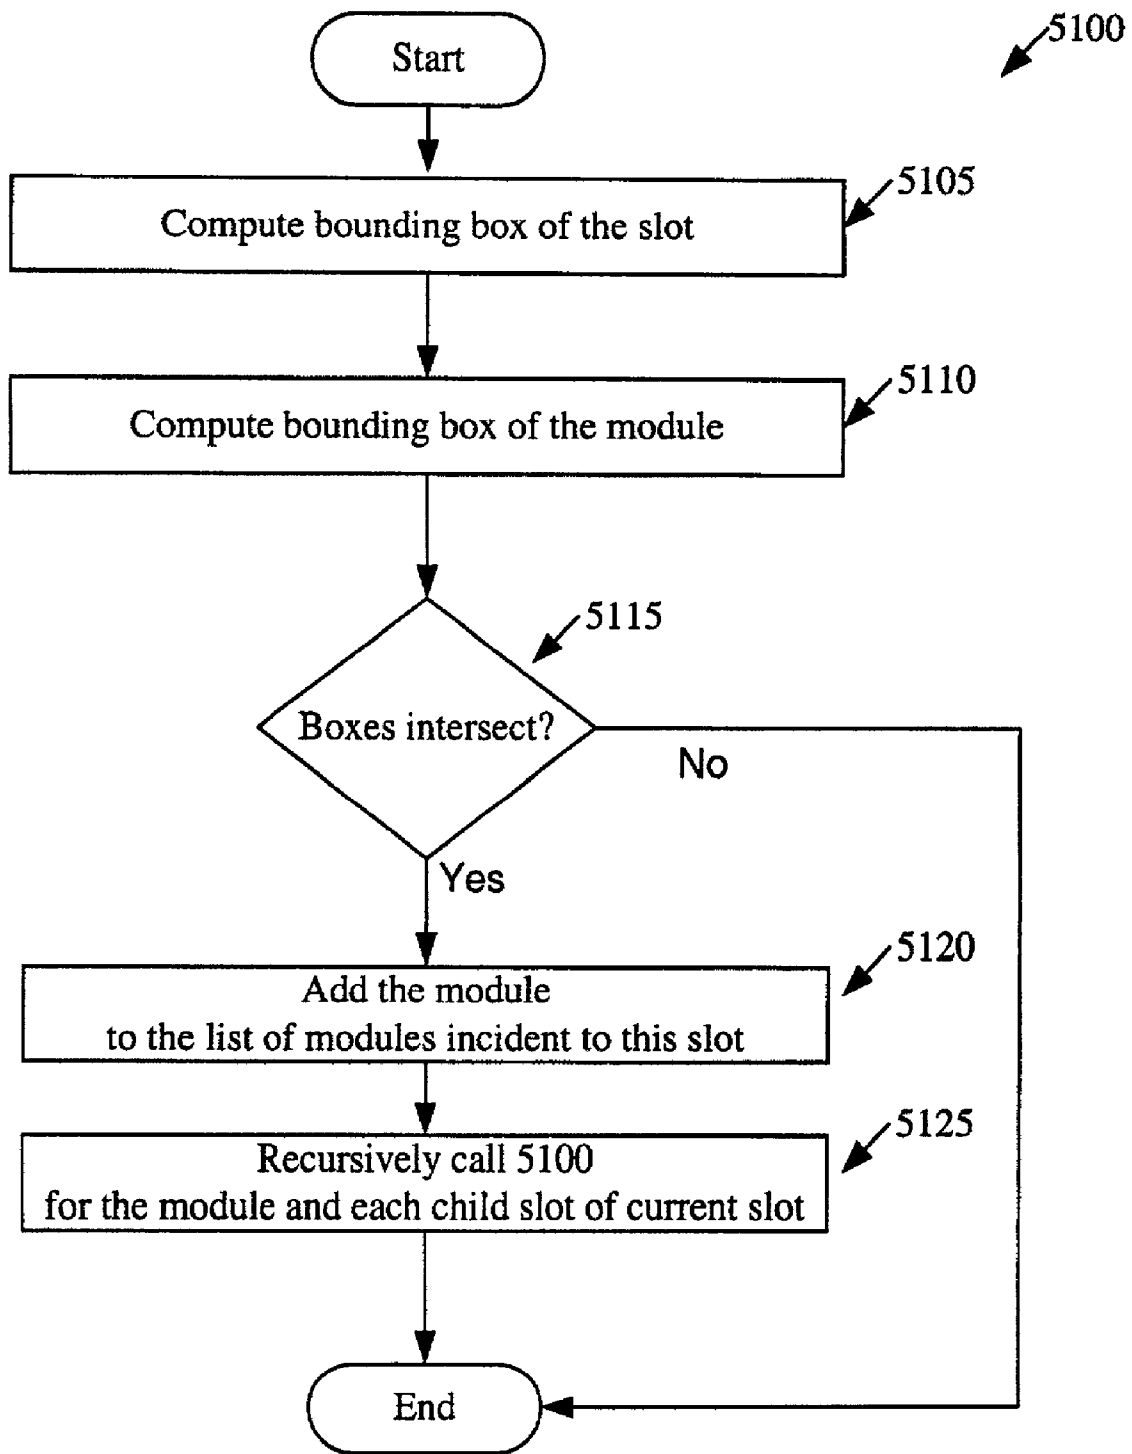 5100
Start
5105
Compute bounding box of the slot
5110
Compute bounding box of the module
5115
Boxes intersect?
No
Yes
5120
Add the module
to the list of modules incident to this slot
5125
Recursively call 5100
for the module and each child slot of current slot
End